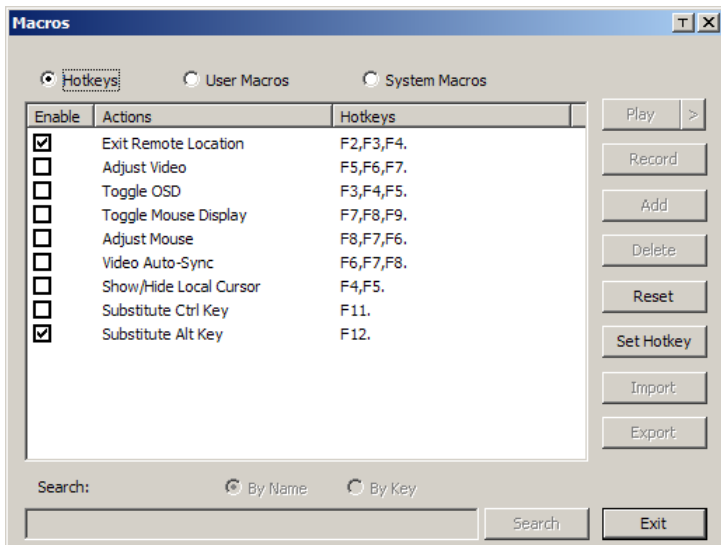 Macros
Hotkeys User Macros System Macros
Enable Actions Hotkeys
Exit Remote Location F2,F3,F4.
Adjust Video F5,F6,F7.
Toggle OSD F3,F4,F5.
Toggle Mouse Display F7,F8,F9.
Adjust Mouse F8,F7,F6.
Video Auto-Sync F6,F7,F8.
Show/Hide Local Cursor F4,F5.
Substitute Ctrl Key F11.
Substitute Alt Key F12.
Play >
Record
Add
Delete
Reset
Set Hotkey
Import
Export
Search: By Name By Key
Search Exit